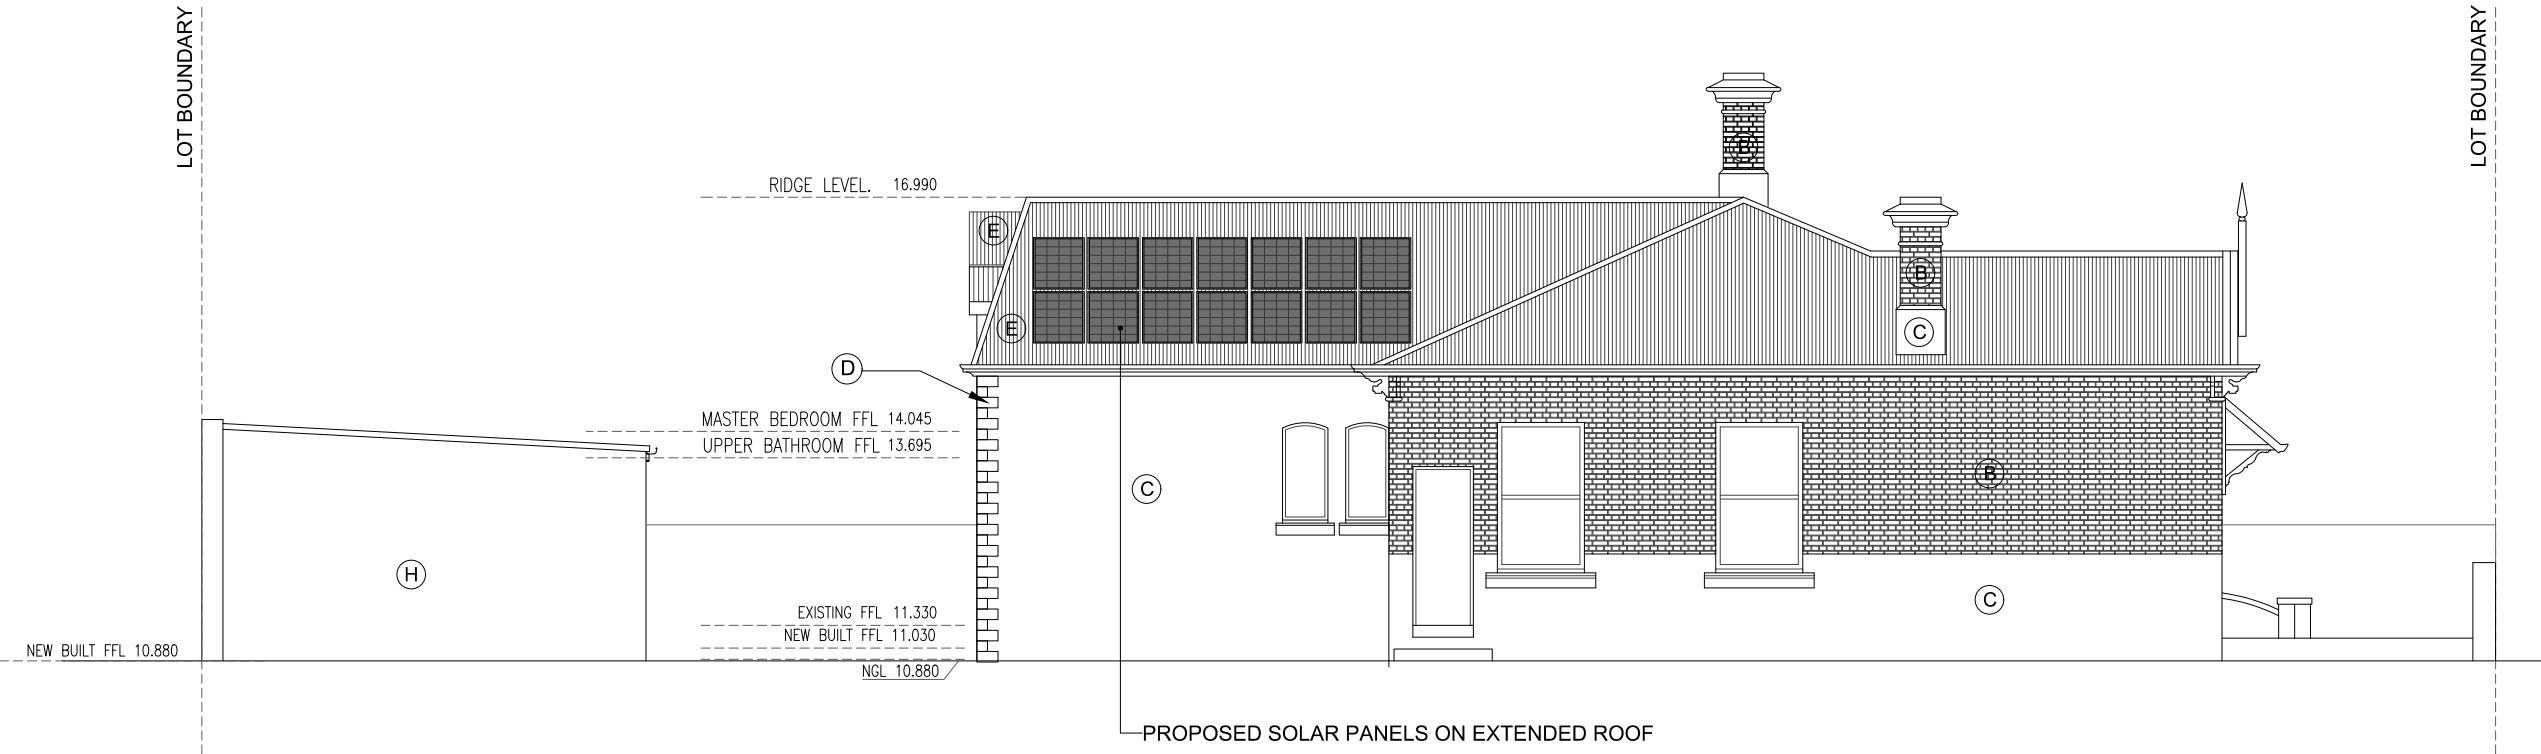 LOT BOUNDARY
LOT BOUNDARY
B
RIDGE LEVEL. 16.990
E
B
E
C
D
MASTER BEDROOM FFL 14.045
UPPER BATHROOM FFL 13.695
B
C
H
C
EXISTING FFL 11.330
NEW BUILT FFL 11.030
NEW BUILT FFL 10.880
NGL 10.880
PROPOSED SOLAR PANELS ON EXTENDED ROOF